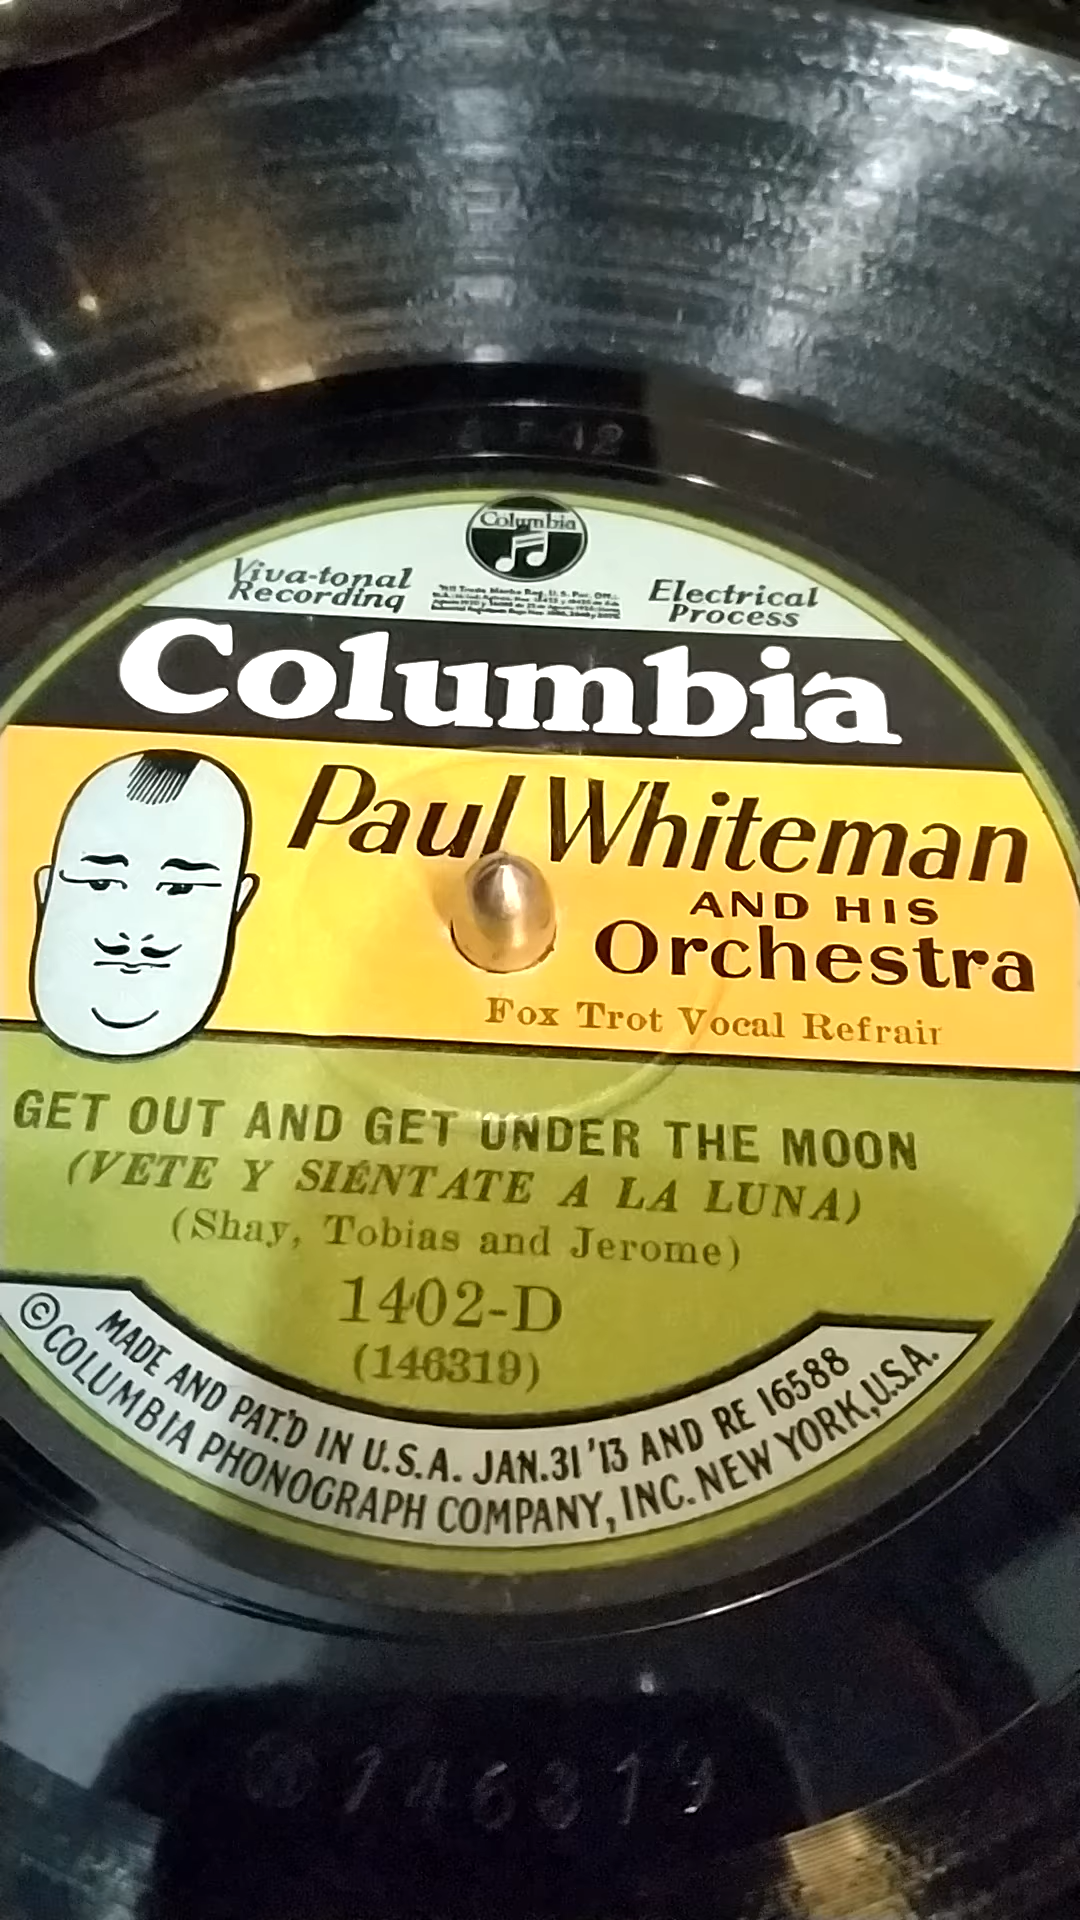 Columbia
Viva-tonal
Recording
Electrical
Process
Columbia
Paul Whiteman
AND HIS
Orchestra
Fox Trot Vocal Refrain
GET OUT AND GET UNDER THE MOON
(VETE Y SIÉNTATE A LA LUNA)
(Shay, Tobias and Jerome)
1402-D
(146319)
MADE AND PAT'D IN U.S.A. JAN.31 '13 AND RE 16588
©COLUMBIA PHONOGRAPH COMPANY, INC. NEW YORK, U.S.A.
146319